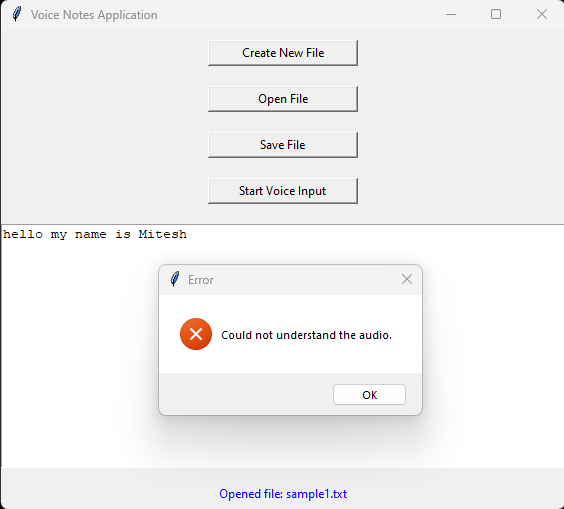 Voice Notes Application
Create New File
Open File
Save File
Start Voice Input
hello my name is Mitesh
Error
Could not understand the audio.
OK
Opened file: sample1.txt